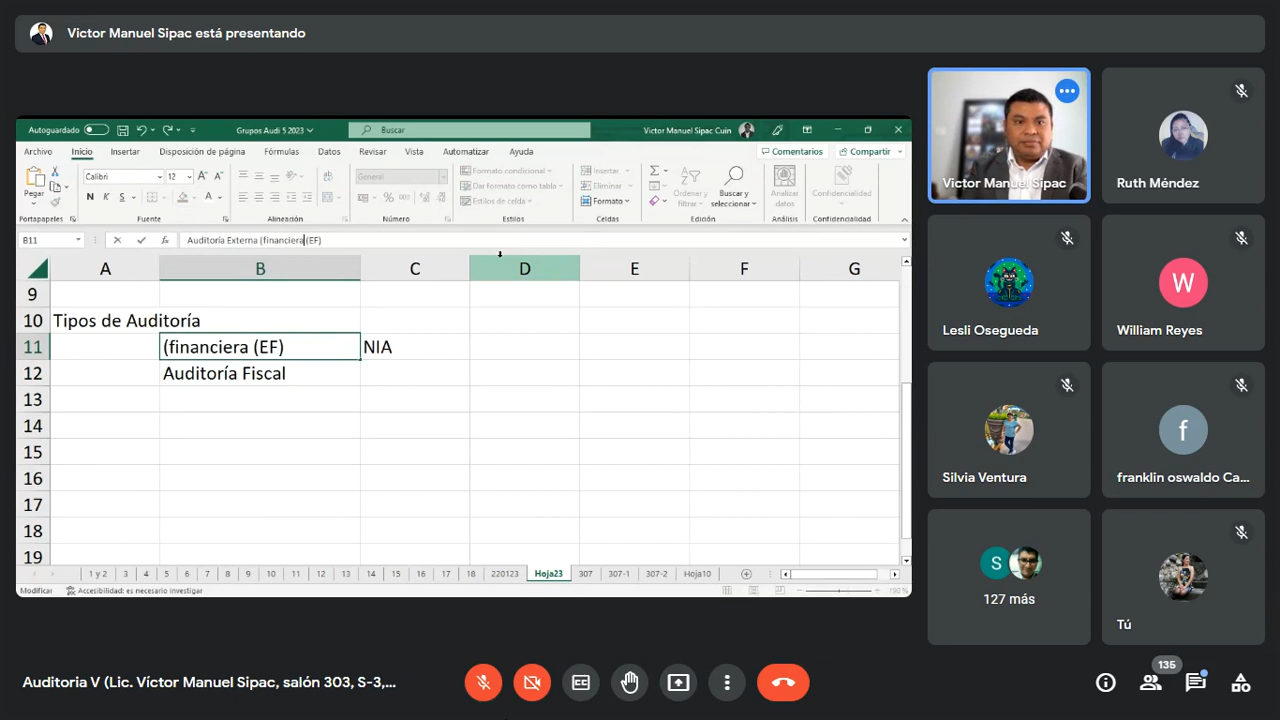 Victor Manuel Sipac está presentando
Autoguardado
Grupos Audi 5 2023
Buscar
Victor Manuel Sipac Cuin
Archivo Inicio Insertar Disposición de página Fórmulas Datos Revisar Vista Automatizar Ayuda Comentarios Compartir
Pegar
Calibri 12
N K S
General
Formato condicional
Dar formato como tabla
Estilos de celda
Insertar
Eliminar
Formato
Ordenar y filtrar
Buscar y seleccionar
Analizar datos
Confidencialidad
Portapapeles Fuente Alineación Número Estilos Celdas Edición Análisis Confidencialidad
B11 fx Auditoría Externa (financiera (EF)
A B C D E F G
9
10 Tipos de Auditoría
11 (financiera (EF) NIA
12 Auditoría Fiscal
13
14
15
16
17
18
19
1 y 2 3 4 5 6 7 8 9 10 11 12 13 14 15 16 17 18 220123 Hoja23 307 307-1 307-2 Hoja10
Modificar Accesibilidad: es necesario investigar 190 %
Victor Manuel Sipac
Ruth Méndez
Lesli Osegueda
W
William Reyes
Silvia Ventura
f
franklin oswaldo Ca...
S
127 más
Tú
Auditoria V (Lic. Víctor Manuel Sipac, salón 303, S-3,...
135